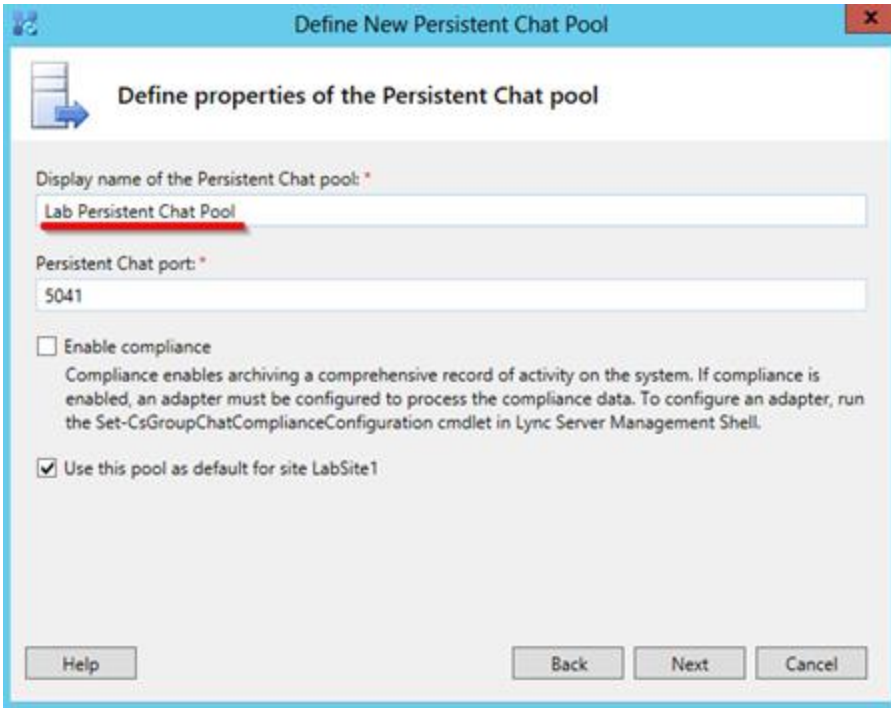 Define New Persistent Chat Pool
x
Define properties of the Persistent Chat pool
Display name of the Persistent Chat pool: *
Lab Persistent Chat Pool
Persistent Chat port: *
5041
Enable compliance
Compliance enables archiving a comprehensive record of activity on the system. If compliance is
enabled, an adapter must be configured to process the compliance data. To configure an adapter, run
the Set-CsGroupChatComplianceConfiguration cmdlet in Lync Server Management Shell.
Use this pool as default for site LabSite1
Help Back Next Cancel